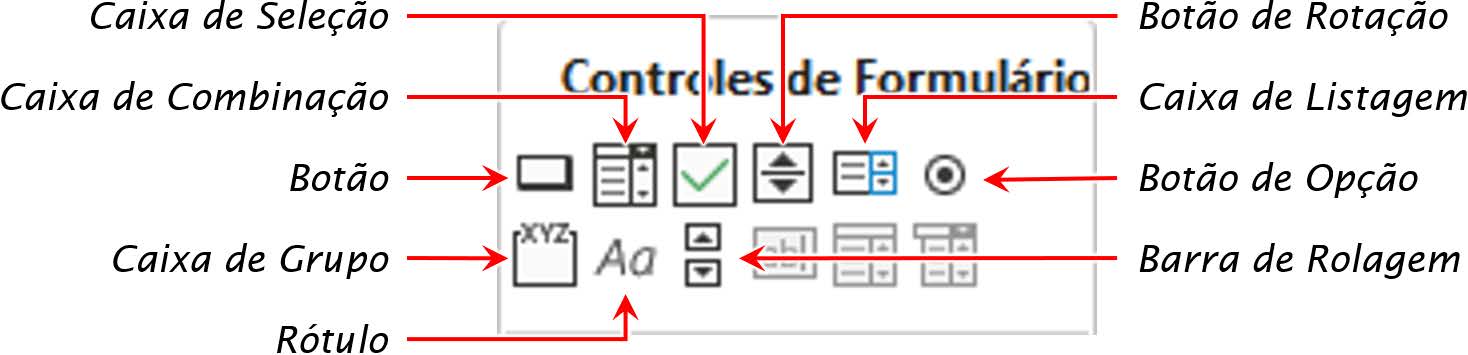 Caixa de Seleção
Botão de Rotação
Controles de Formulário
Caixa de Combinação
Caixa de Listagem
Botão
Botão de Opção
XYZ
Aa
abl
Caixa de Grupo
Barra de Rolagem
Rótulo